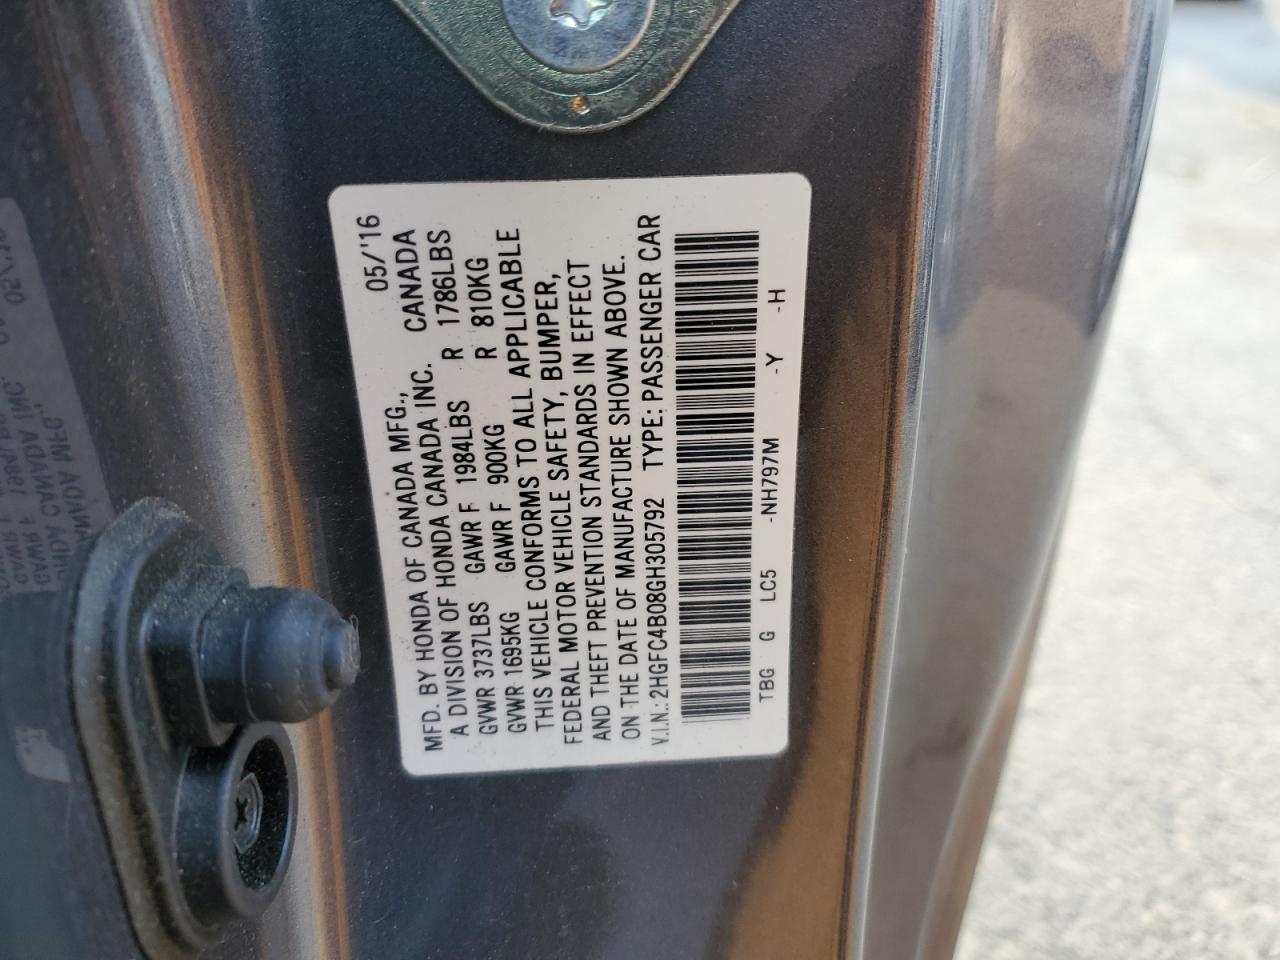 05/'16
MFD. BY HONDA OF CANADA MFG., CANADA
A DIVISION OF HONDA CANADA INC.
GVWR 3737LBS GAWR F 1984LBS R 1786LBS
GVWR 1695KG GAWR F 900KG R 810KG
THIS VEHICLE CONFORMS TO ALL APPLICABLE
FEDERAL MOTOR VEHICLE SAFETY, BUMPER,
AND THEFT PREVENTION STANDARDS IN EFFECT
ON THE DATE OF MANUFACTURE SHOWN ABOVE.
V.I.N.: 2HGFC4B08GH305792 TYPE: PASSENGER CAR
TBG G LC5 -NH797M -Y -H